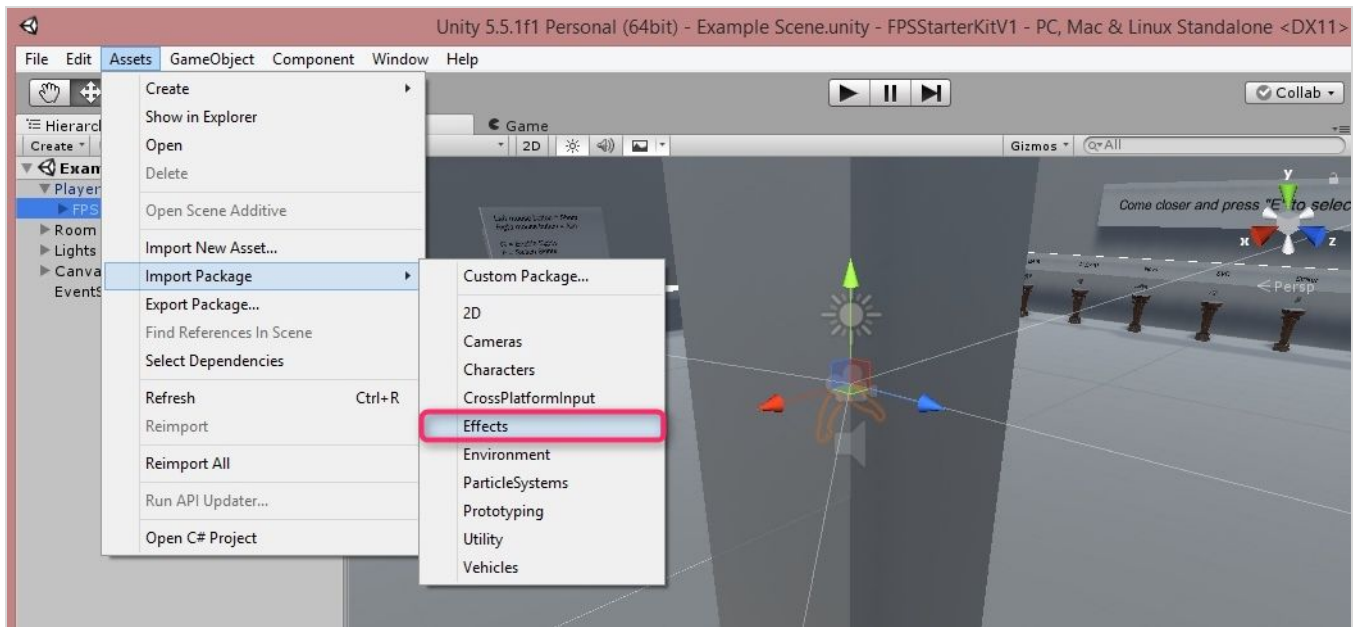 Unity 5.5.1f1 Personal (64bit) - Example Scene.unity - FPSStarterKitV1 - PC, Mac & Linux Standalone <DX11>
File Edit Assets GameObject Component Window Help
Collab
Hierarc
Game
Create
2D
Gizmos
All
Exam
Player
FPS
Room
Lights
Canva
EventS
Create
Show in Explorer
Open
Delete
Open Scene Additive
Import New Asset...
Import Package
Export Package...
Find References In Scene
Select Dependencies
Refresh Ctrl+R
Reimport
Reimport All
Run API Updater...
Open C# Project
Custom Package...
2D
Cameras
Characters
CrossPlatformInput
Effects
Environment
ParticleSystems
Prototyping
Utility
Vehicles
Come closer and press "E" to selec
y
x
z
Persp